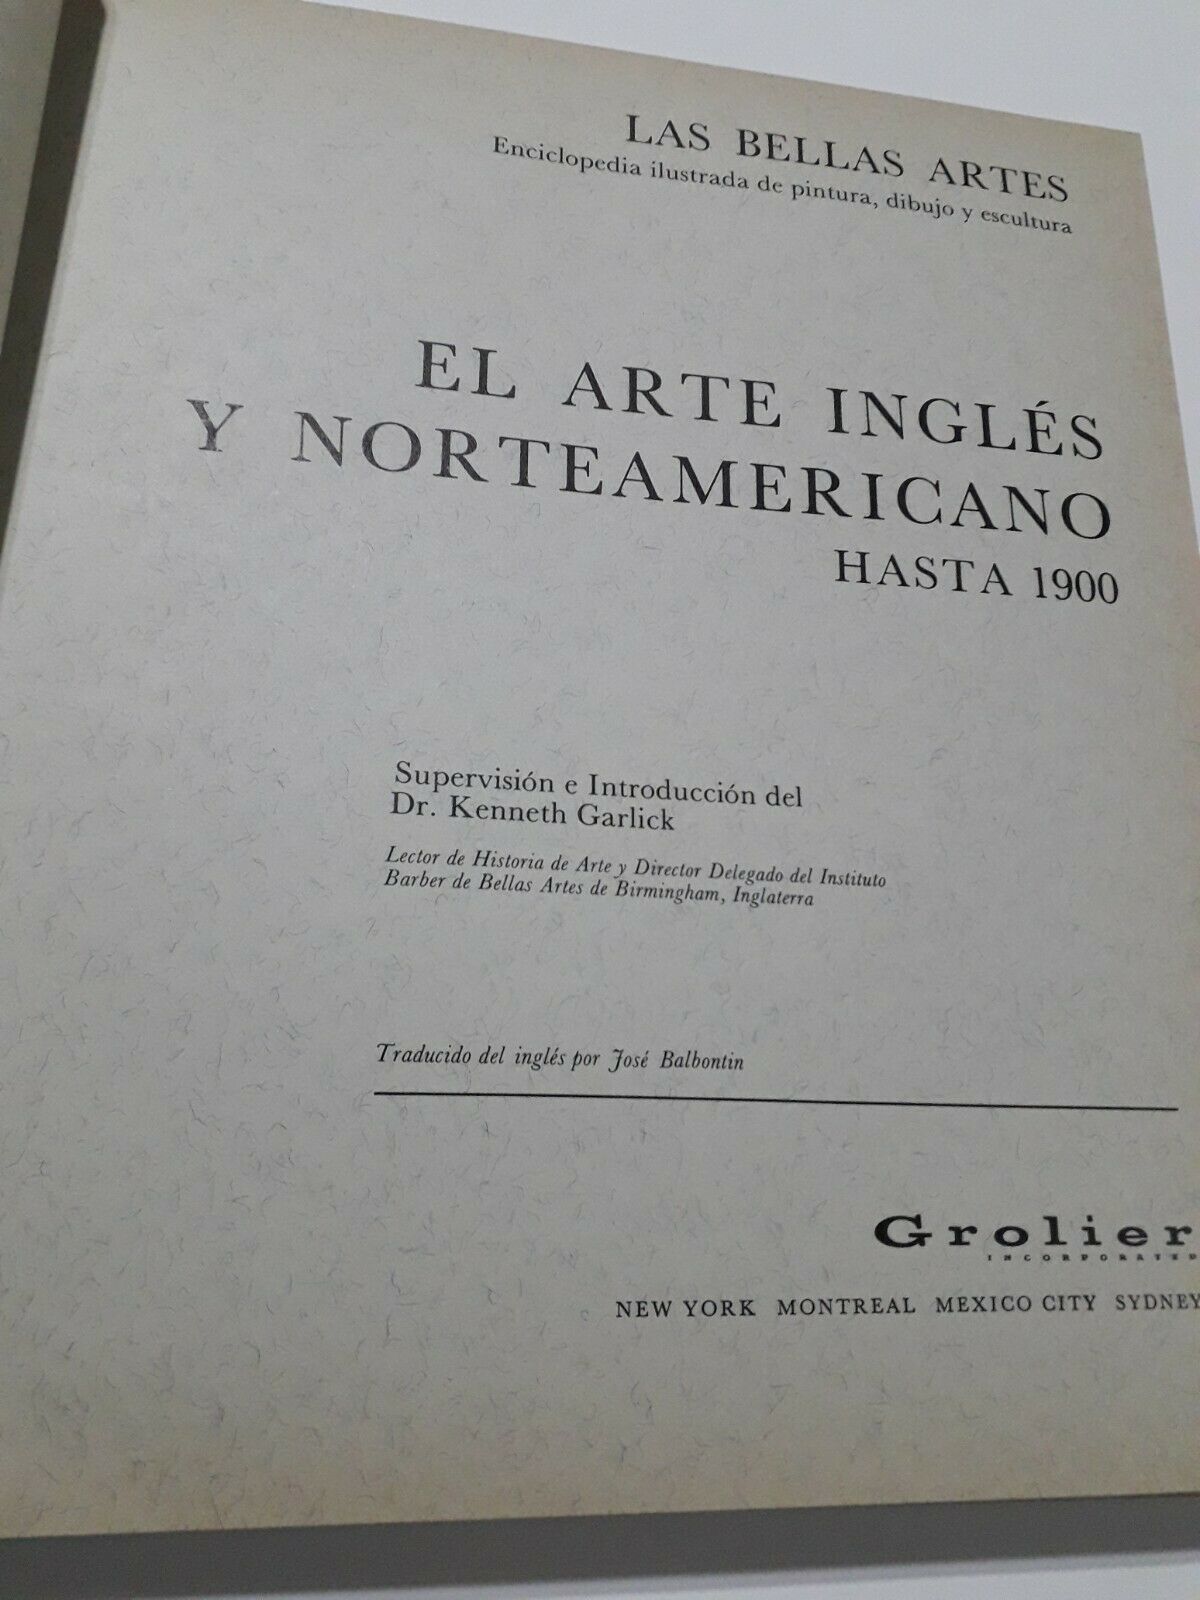 LAS BELLAS ARTES
Enciclopedia ilustrada de pintura, dibujo y escultura
EL ARTE INGLÉS
Y NORTEAMERICANO
HASTA 1900
Supervisión e Introducción del
Dr. Kenneth Garlick
Lector de Historia de Arte y Director Delegado del Instituto
Barber de Bellas Artes de Birmingham, Inglaterra
Traducido del inglés por José Balbontin
Grolier
INCORPORATED
NEW YORK MONTREAL MEXICO CITY SYDNEY